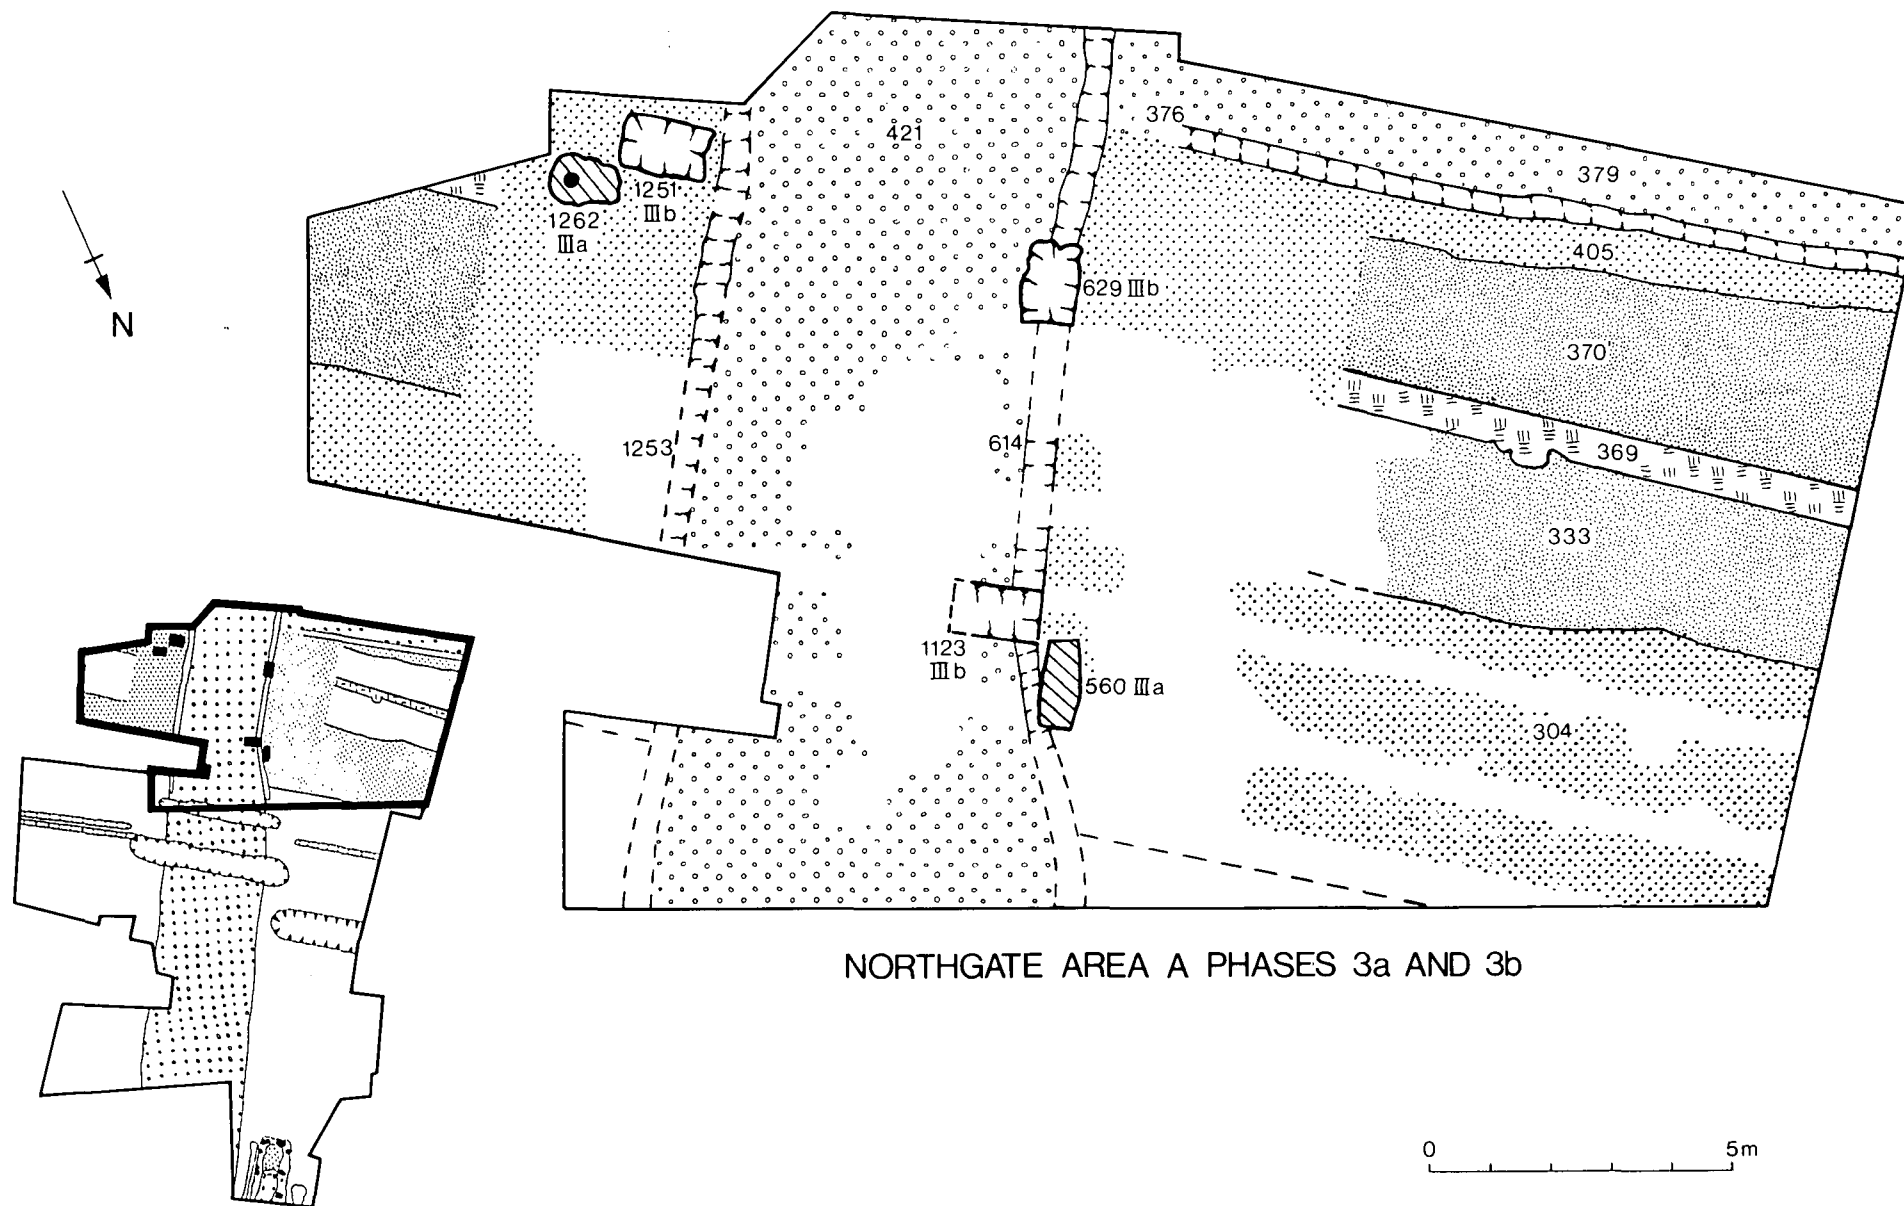 376
421
379
1251
Ⅲb
1262
Ⅲa
405
629 Ⅲb
N
370
1253
614
369
333
1123
Ⅲb
560 Ⅲa
304
NORTHGATE AREA A PHASES 3a AND 3b
0 5m